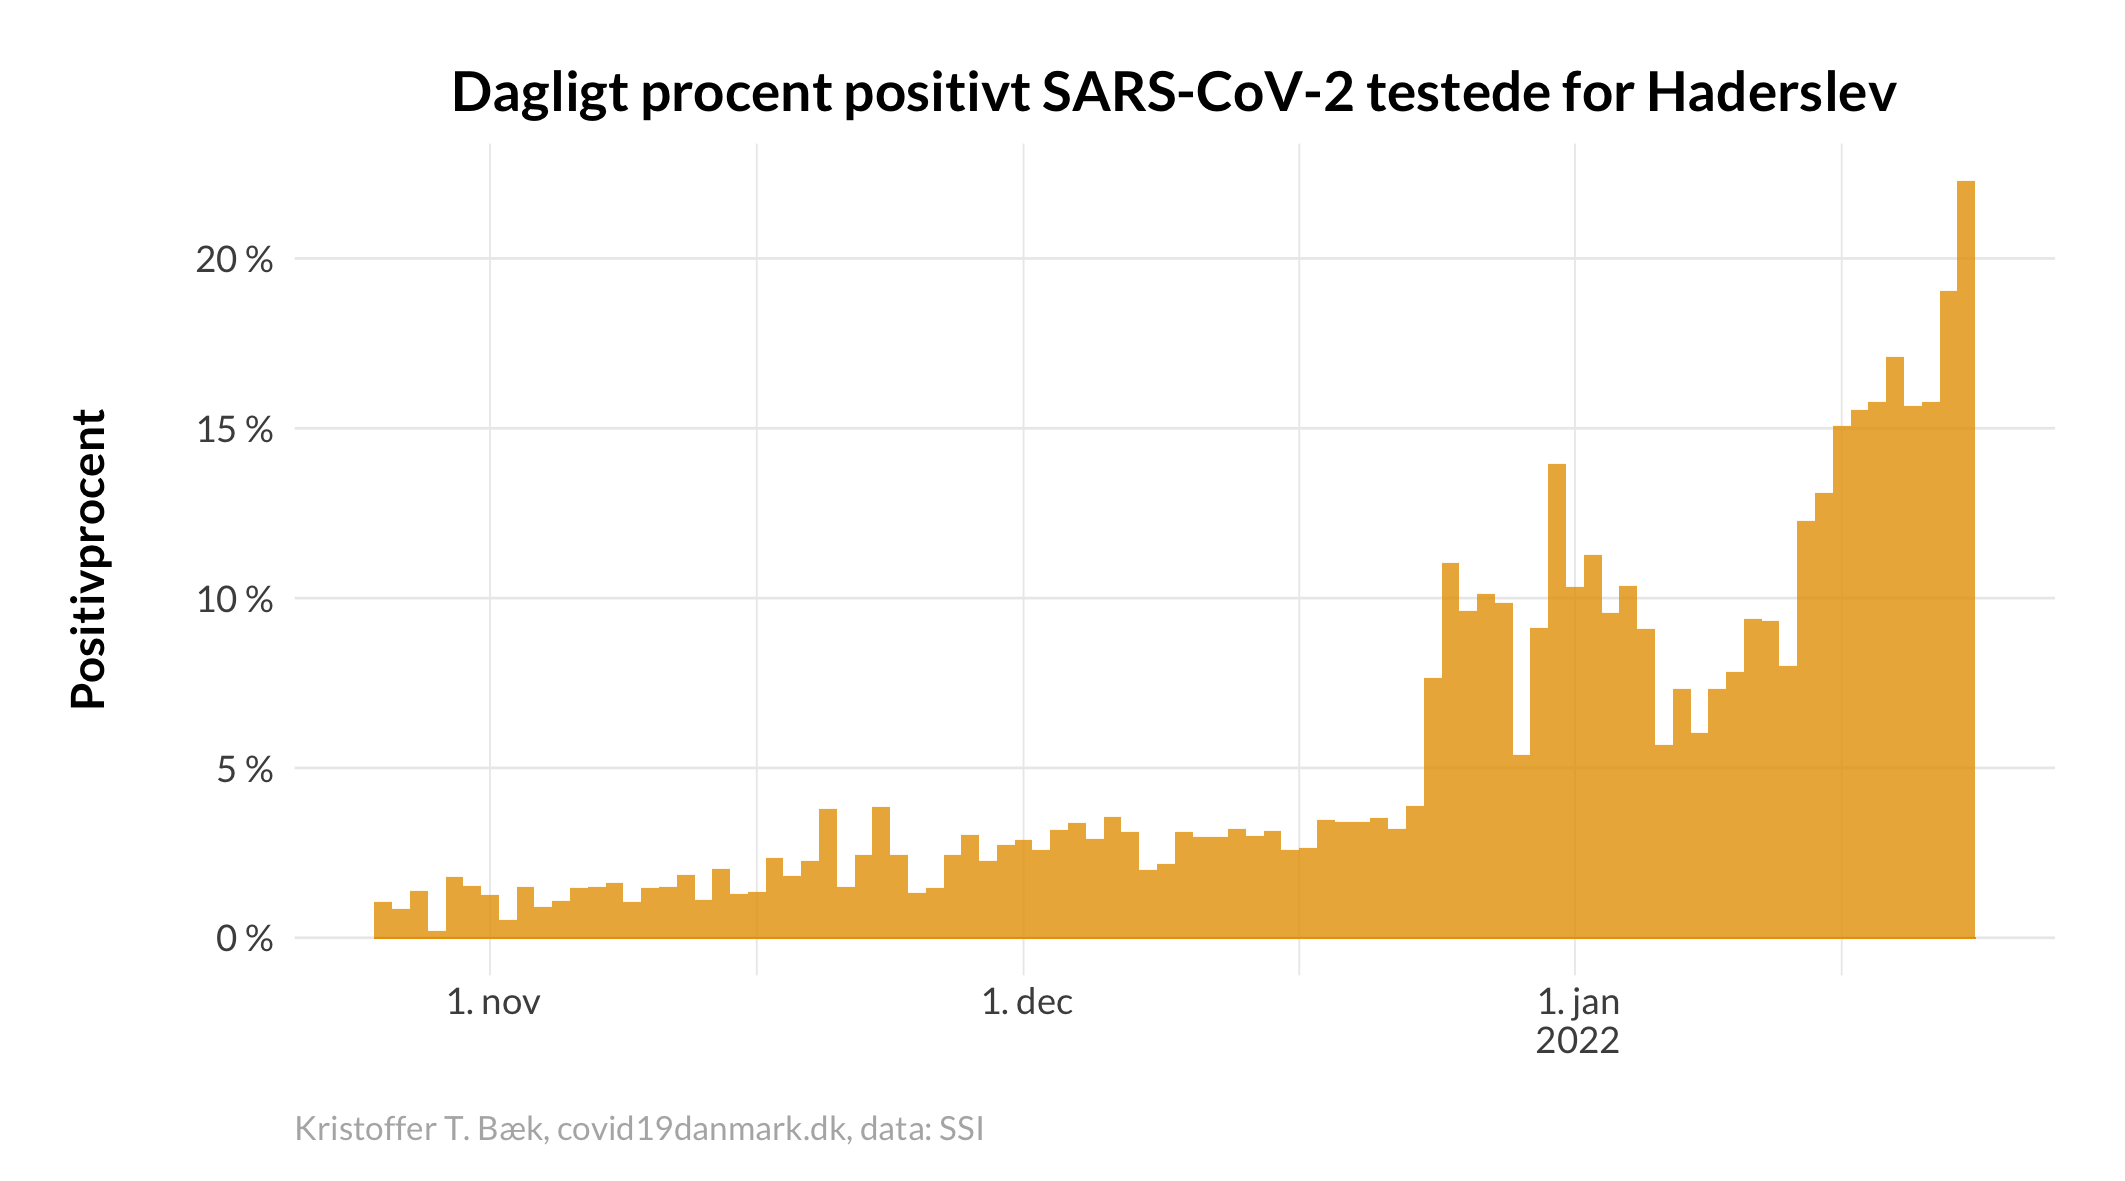 Dagligt procent positivt SARS-CoV-2 testede for Haderslev
Positivprocent
20 %
15 %
10 %
5 %
0 %
1. nov
1. dec
1. jan
2022
Kristoffer T. Bæk, covid19danmark.dk, data: SSI